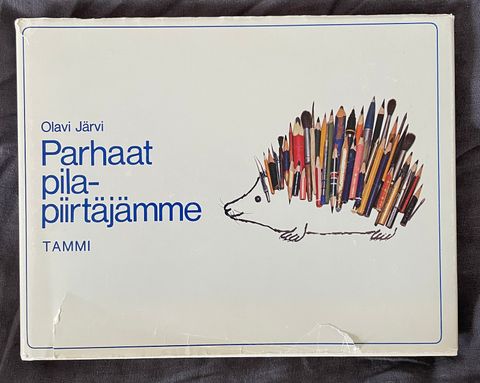 Olavi Järvi
Parhaat
pila-
piirtäjämme
TAMMI